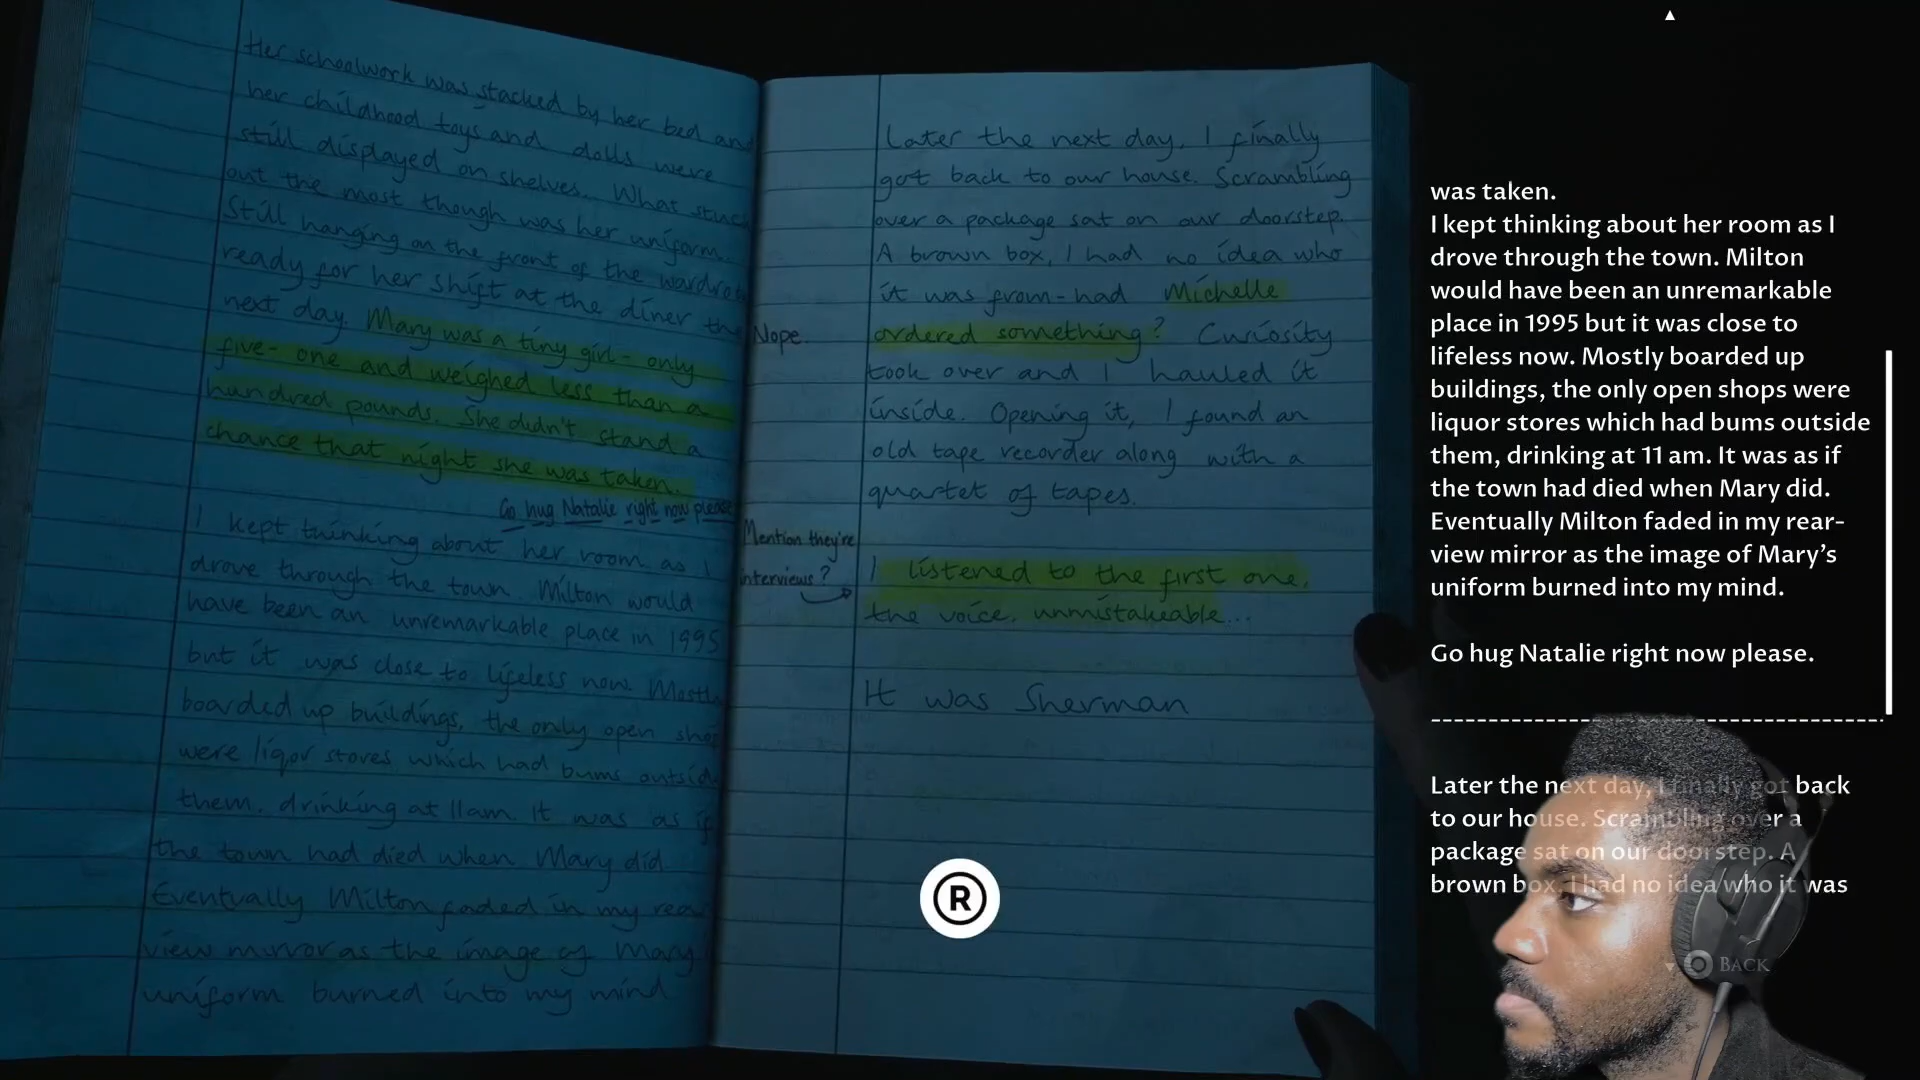 Her schoolwork was stacked by her bed and
her childhood toys and dolls were
still displayed on shelves... What stuck
out the most though was her uniform.
Still hanging on the front of the wardrobe
ready for her shift at the diner the
next day. Mary was a tiny girl - only
five-one and weighed less than a
hundred pounds. She didn't stand a
chance that night she was taken.
Go hug Natalie right now please
I kept thinking about her room as I
drove through the town. Milton would
have been an unremarkable place in 1995
but it was close to lifeless now. Mostly
boarded up buildings, the only open shops
were liqor stores which had bums outside
them, drinking at 11am. It was as if
the town had died when Mary did.
Eventually Milton faded in my rear
view mirror as the image of Mary's
uniform burned into my mind
Later the next day, I finally
got back to our house. Scrambling
over a package sat on our doorstep.
A brown box, I had no idea who
it was from - had Michelle
ordered something? Curiosity
took over and I hauled it
inside. Opening it, I found an
old tape recorder along with a
quartet of tapes.
Nope.
Mention they're
interviews?
I listened to the first one,
the voice, unmistakeable...
It was Sherman
R
was taken.
I kept thinking about her room as I
drove through the town. Milton
would have been an unremarkable
place in 1995 but it was close to
lifeless now. Mostly boarded up
buildings, the only open shops were
liquor stores which had bums outside
them, drinking at 11 am. It was as if
the town had died when Mary did.
Eventually Milton faded in my rear-
view mirror as the image of Mary’s
uniform burned into my mind.
Go hug Natalie right now please.
Later the next day, I finally got back
to our house. Scrambling over a
package sat on our doorstep. A
brown box, I had no idea who it was
BACK